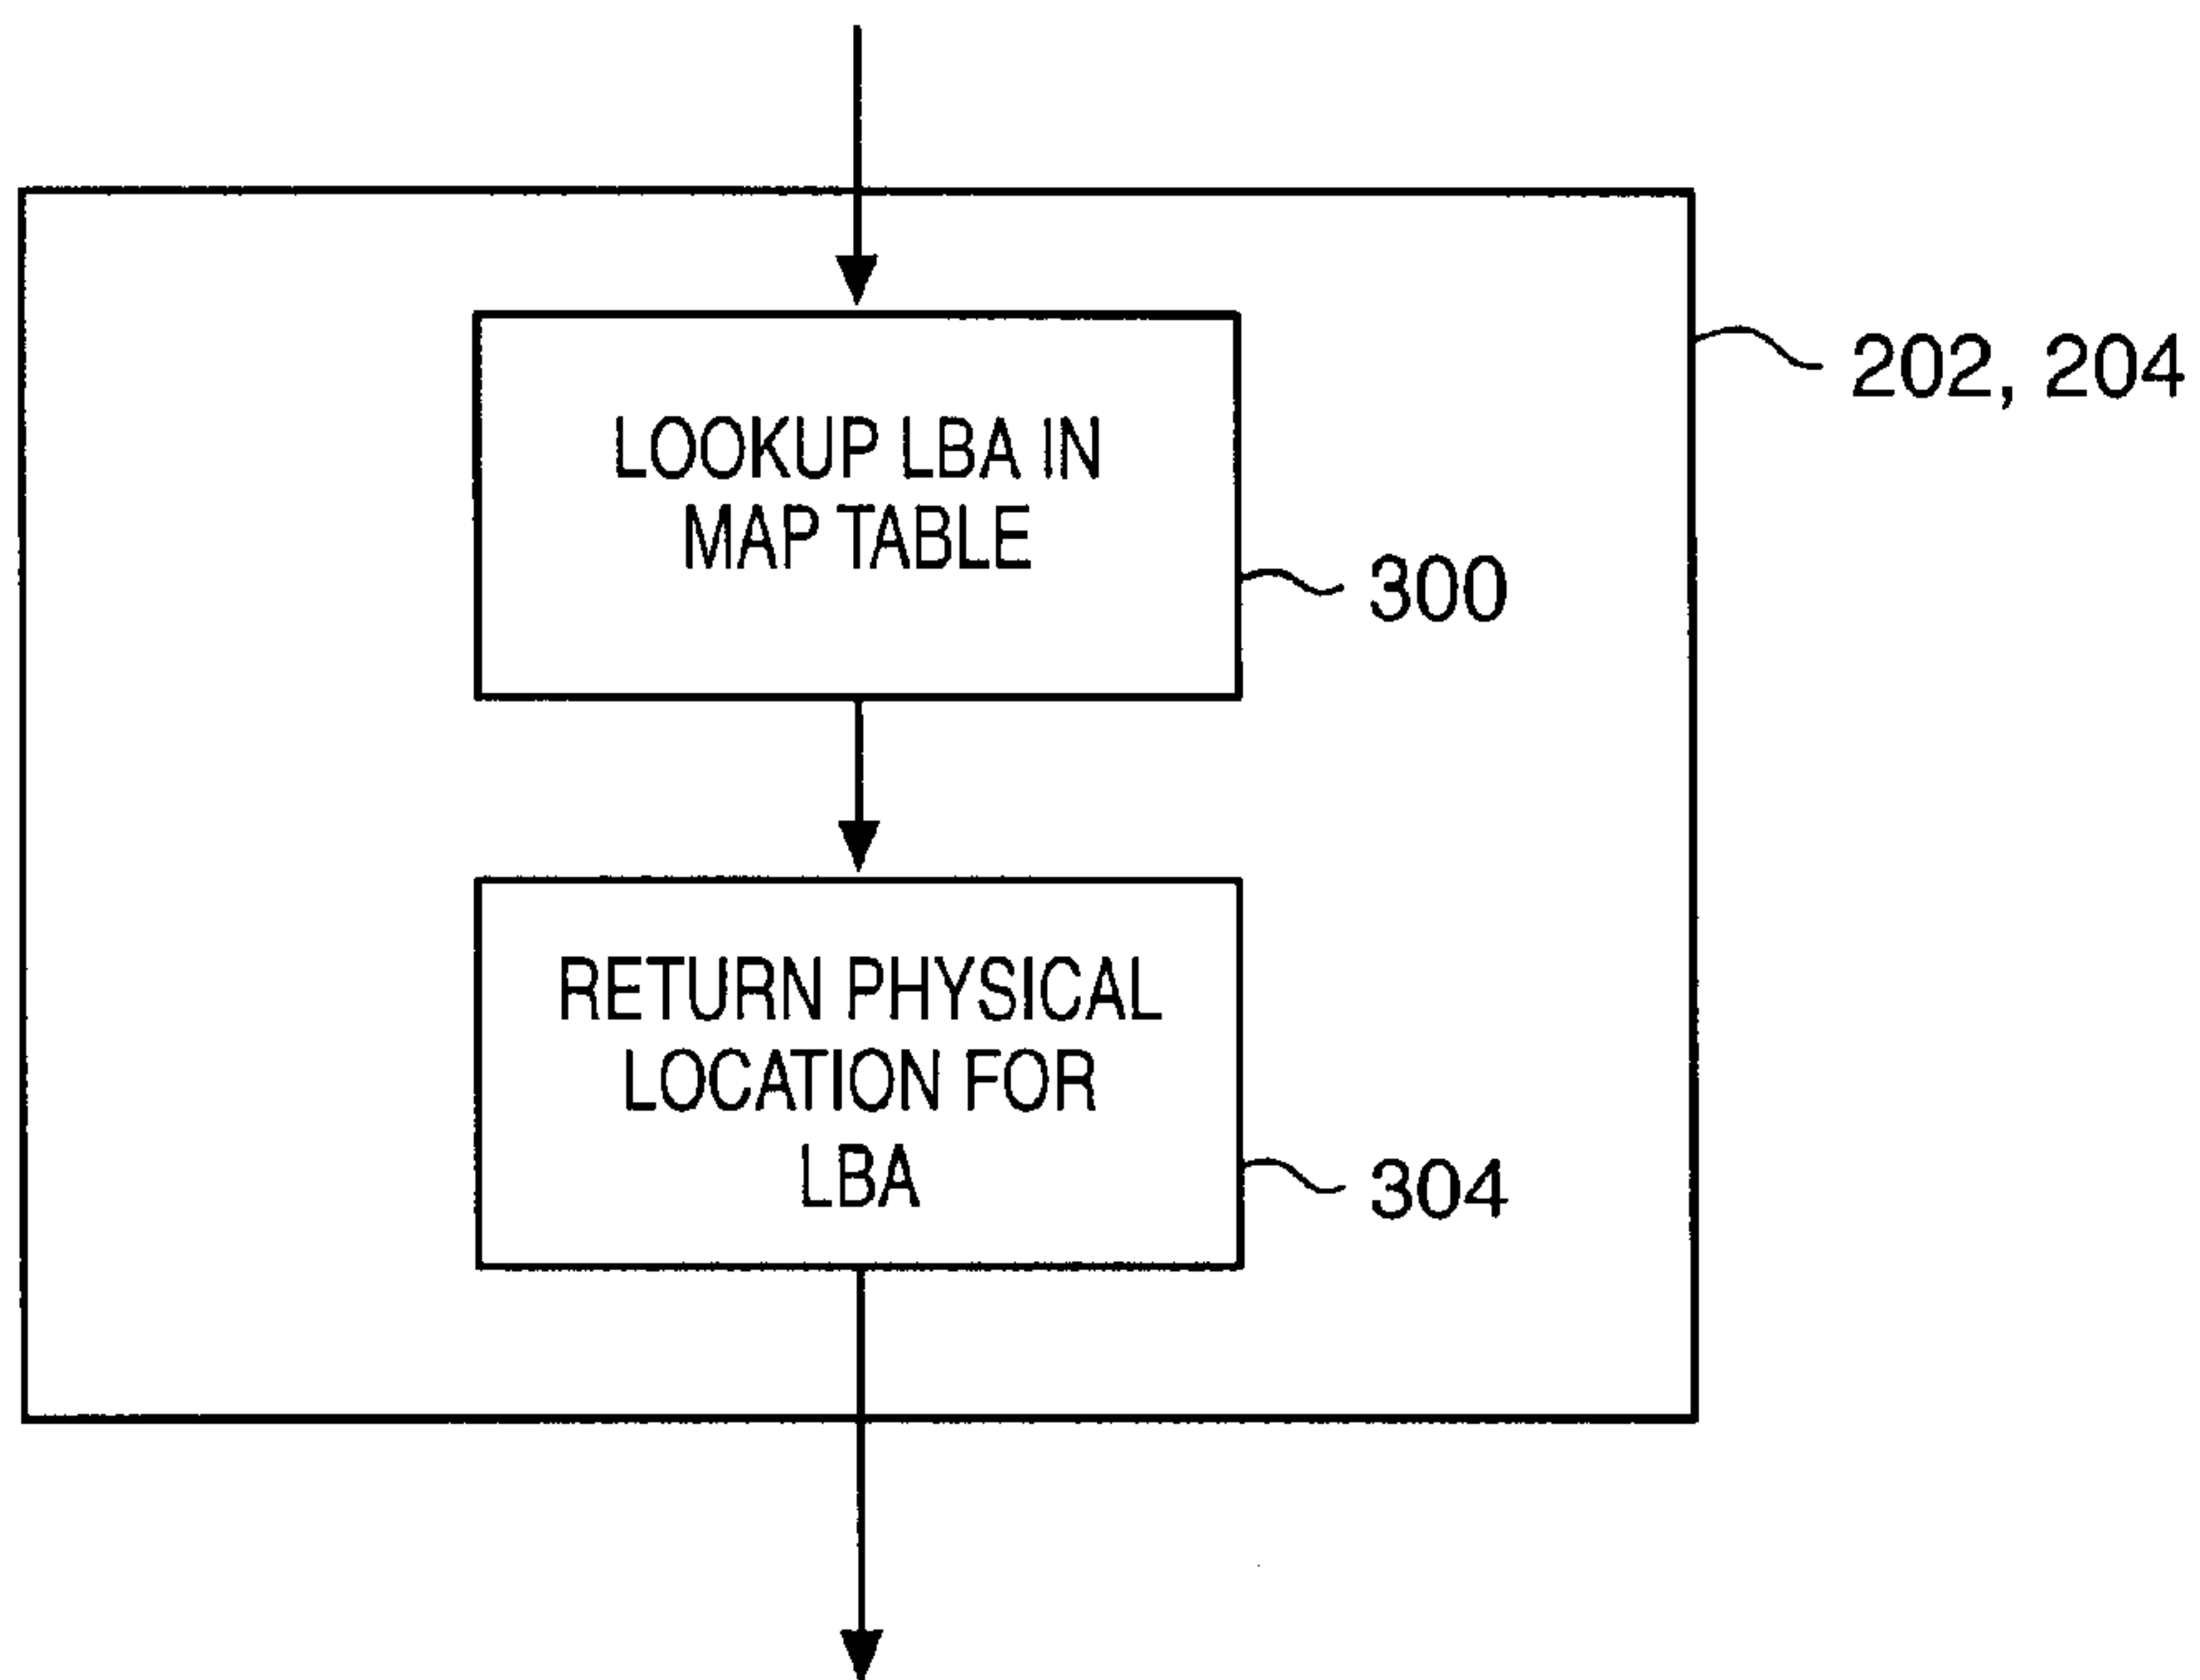 202, 204
LOOKUP LBA IN
MAP TABLE
300
RETURN PHYSICAL
LOCATION FOR
LBA
304